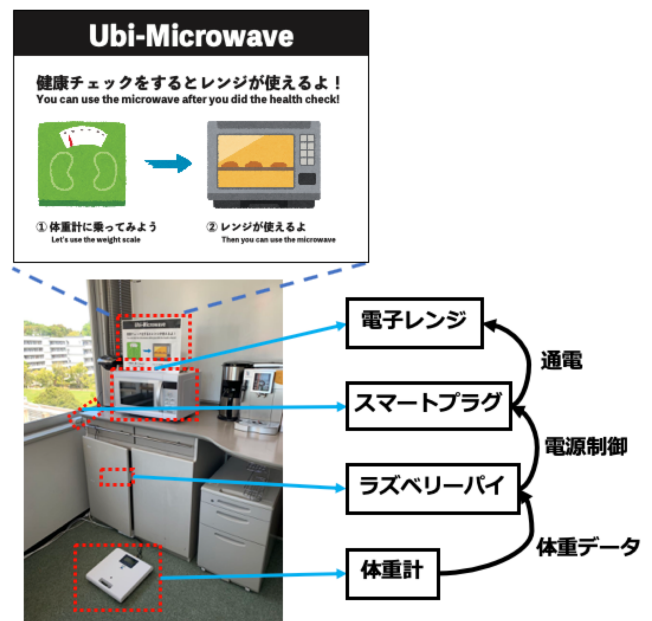 Ubi-Microwave
健康チェックをするとレンジが使えるよ！
You can use the microwave after you did the health check!
① 体重計に乗ってみよう
Let's use the weight scale
② レンジが使えるよ
Then you can use the microwave
Ubi-Microwave
電子レンジ
通電
スマートプラグ
電源制御
ラズベリーパイ
体重データ
体重計